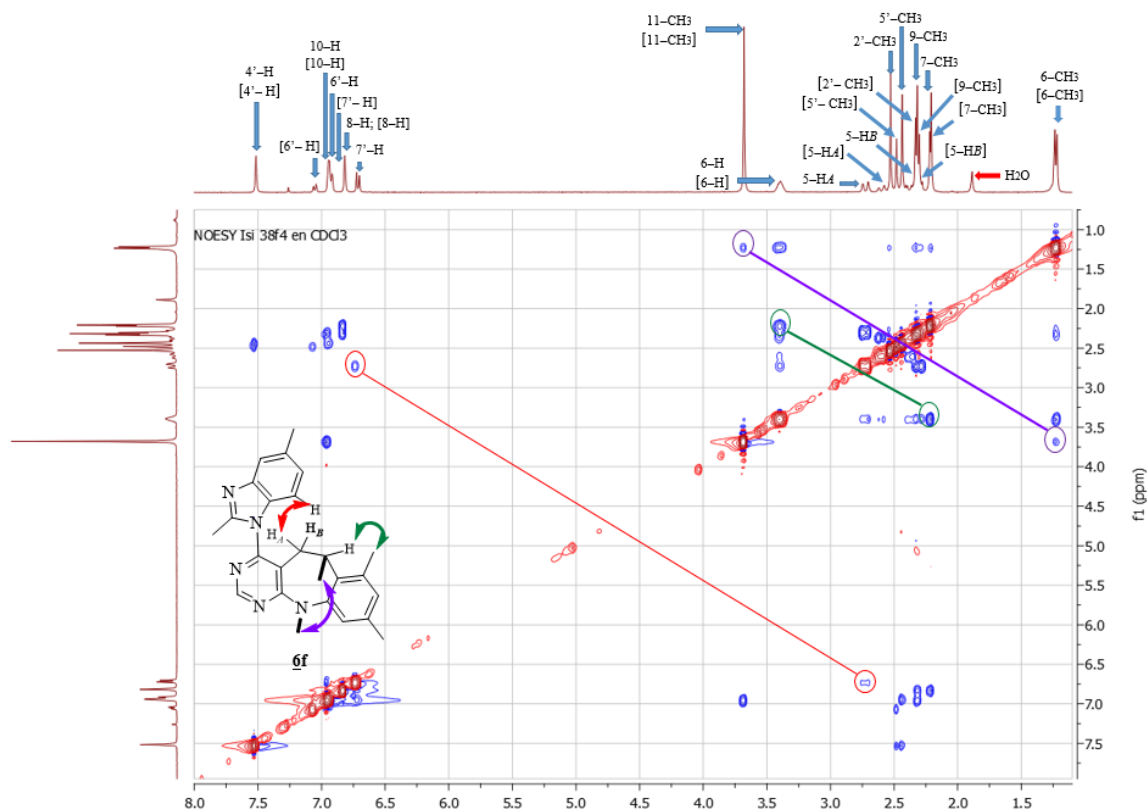 4'–H
[4'– H]
[6'– H]
10–H
[10–H]
6'–H
[7'– H]
8–H; [8–H]
7'–H
11–CH3
[11–CH3]
6–H
[6–H]
5'–CH3
2'–CH3
9–CH3
7–CH3
[2'– CH3]
[5'– CH3]
[9–CH3]
[7–CH3]
5–HB
[5–HA]
5–HA
[5–HB]
H2O
6–CH3
[6–CH3]
NOESY Isi 38f4 en CDCl3
1.0
1.5
2.0
2.5
3.0
3.5
4.0
4.5
5.0
5.5
6.0
6.5
7.0
7.5
f1 (ppm)
N
N
H
HA
HB
H
N
N
N
6f
8.0
7.5
7.0
6.5
6.0
5.5
5.0
4.5
4.0
3.5
3.0
2.5
2.0
1.5